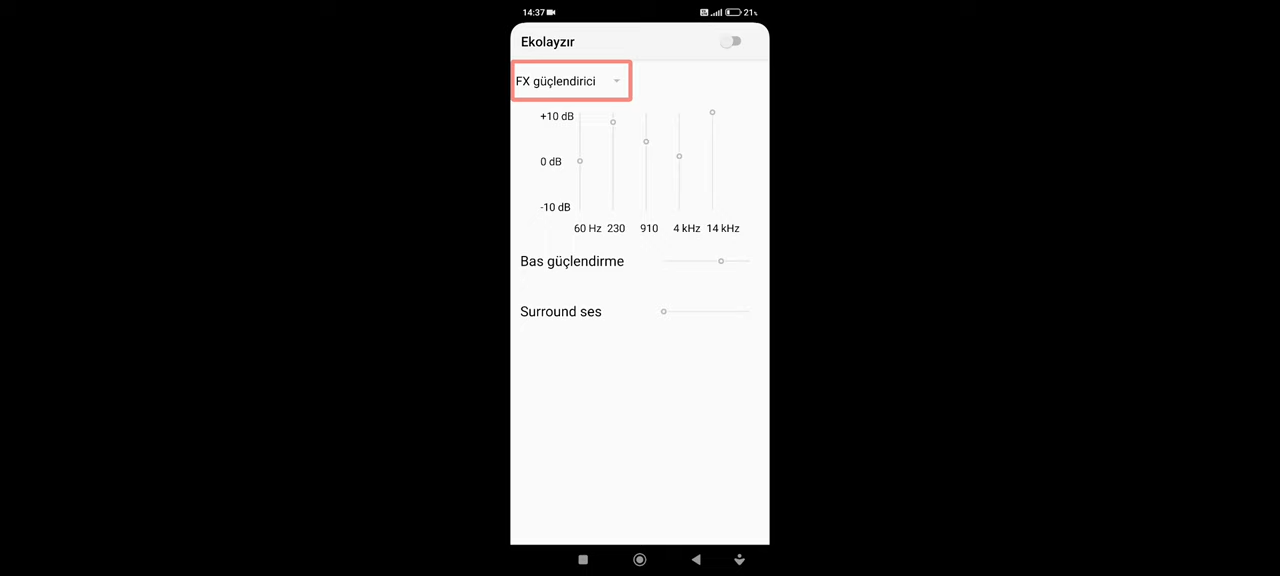 14:37 21%
Ekolayzır
FX güçlendirici
+10 dB
0 dB
-10 dB
60 Hz 230 910 4 kHz 14 kHz
Bas güçlendirme
Surround ses